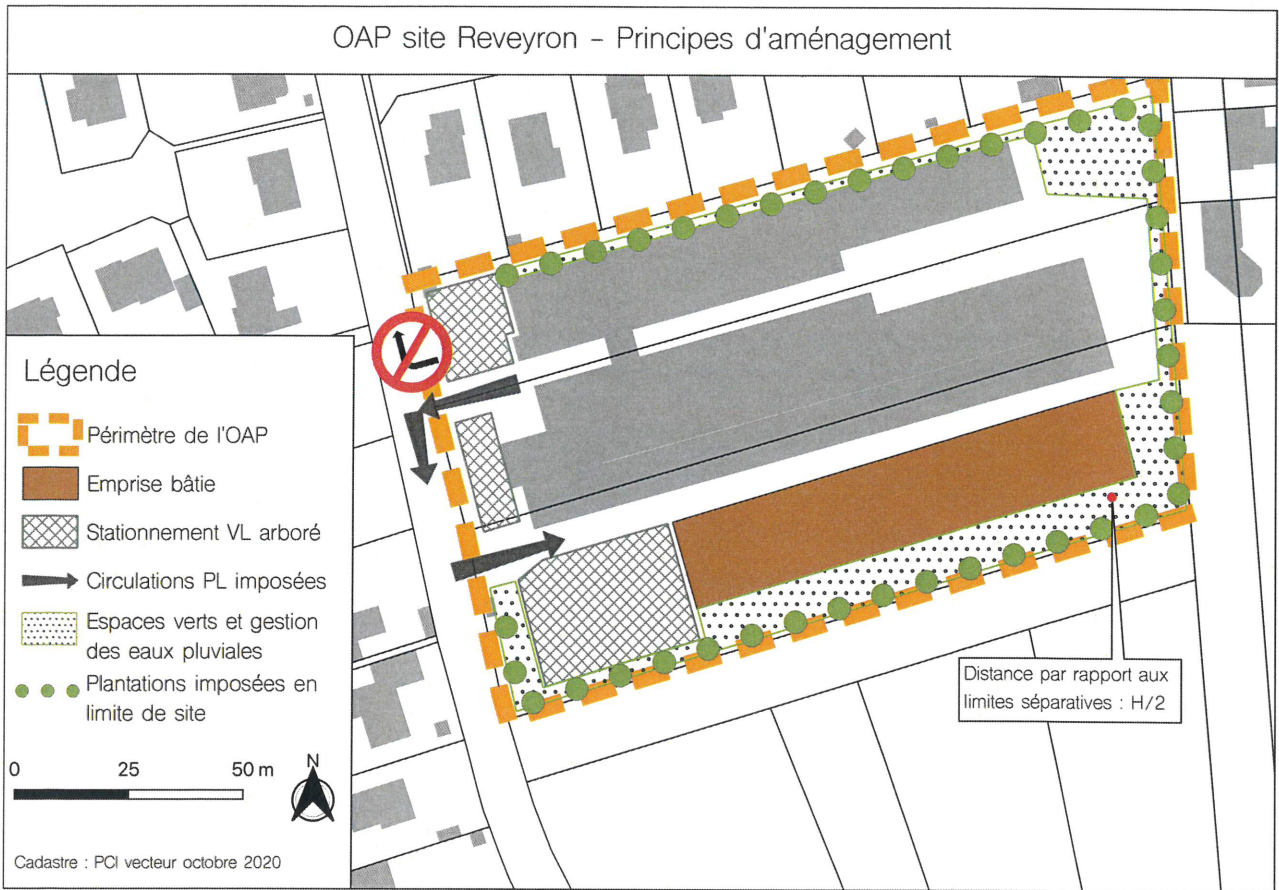 OAP site Reveyron – Principes d'aménagement
Légende
Périmètre de l'OAP
Emprise bâtie
Stationnement VL arboré
Circulations PL imposées
Espaces verts et gestion
des eaux pluviales
Plantations imposées en
limite de site
0 25 50 m
N
Cadastre : PCI vecteur octobre 2020
Distance par rapport aux
limites séparatives : H/2